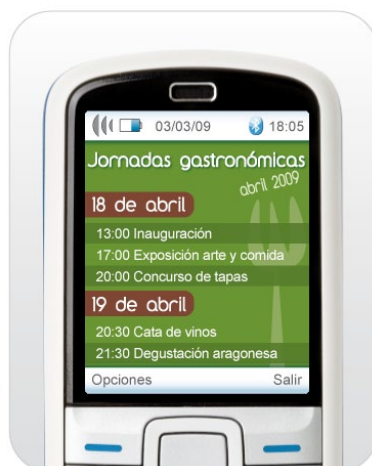 03/03/09 18:05
Jornadas gastronómicas
abril 2009
18 de abril
13:00 Inauguración
17:00 Exposición arte y comida
20:00 Concurso de tapas
19 de abril
20:30 Cata de vinos
21:30 Degustación aragonesa
Opciones Salir